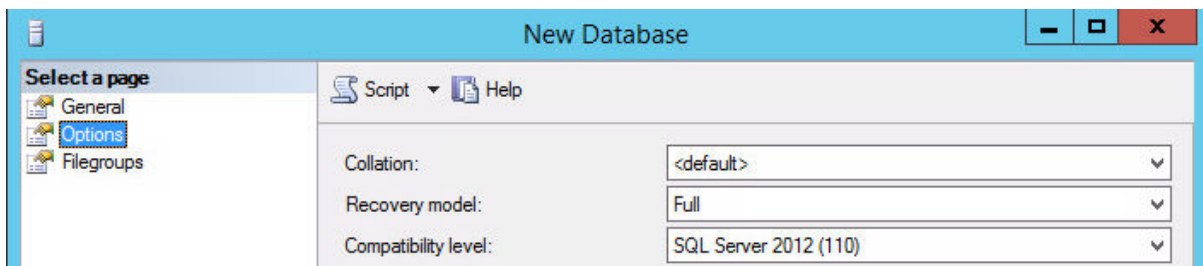 New Database
Select a page
General
Options
Filegroups
Script Help
Collation: <default>
Recovery model: Full
Compatibility level: SQL Server 2012 (110)